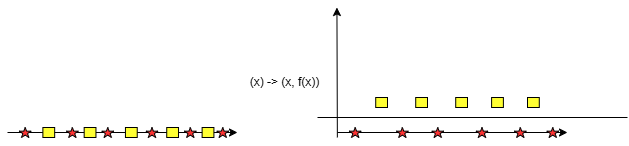 (x) -> (x, f(x))